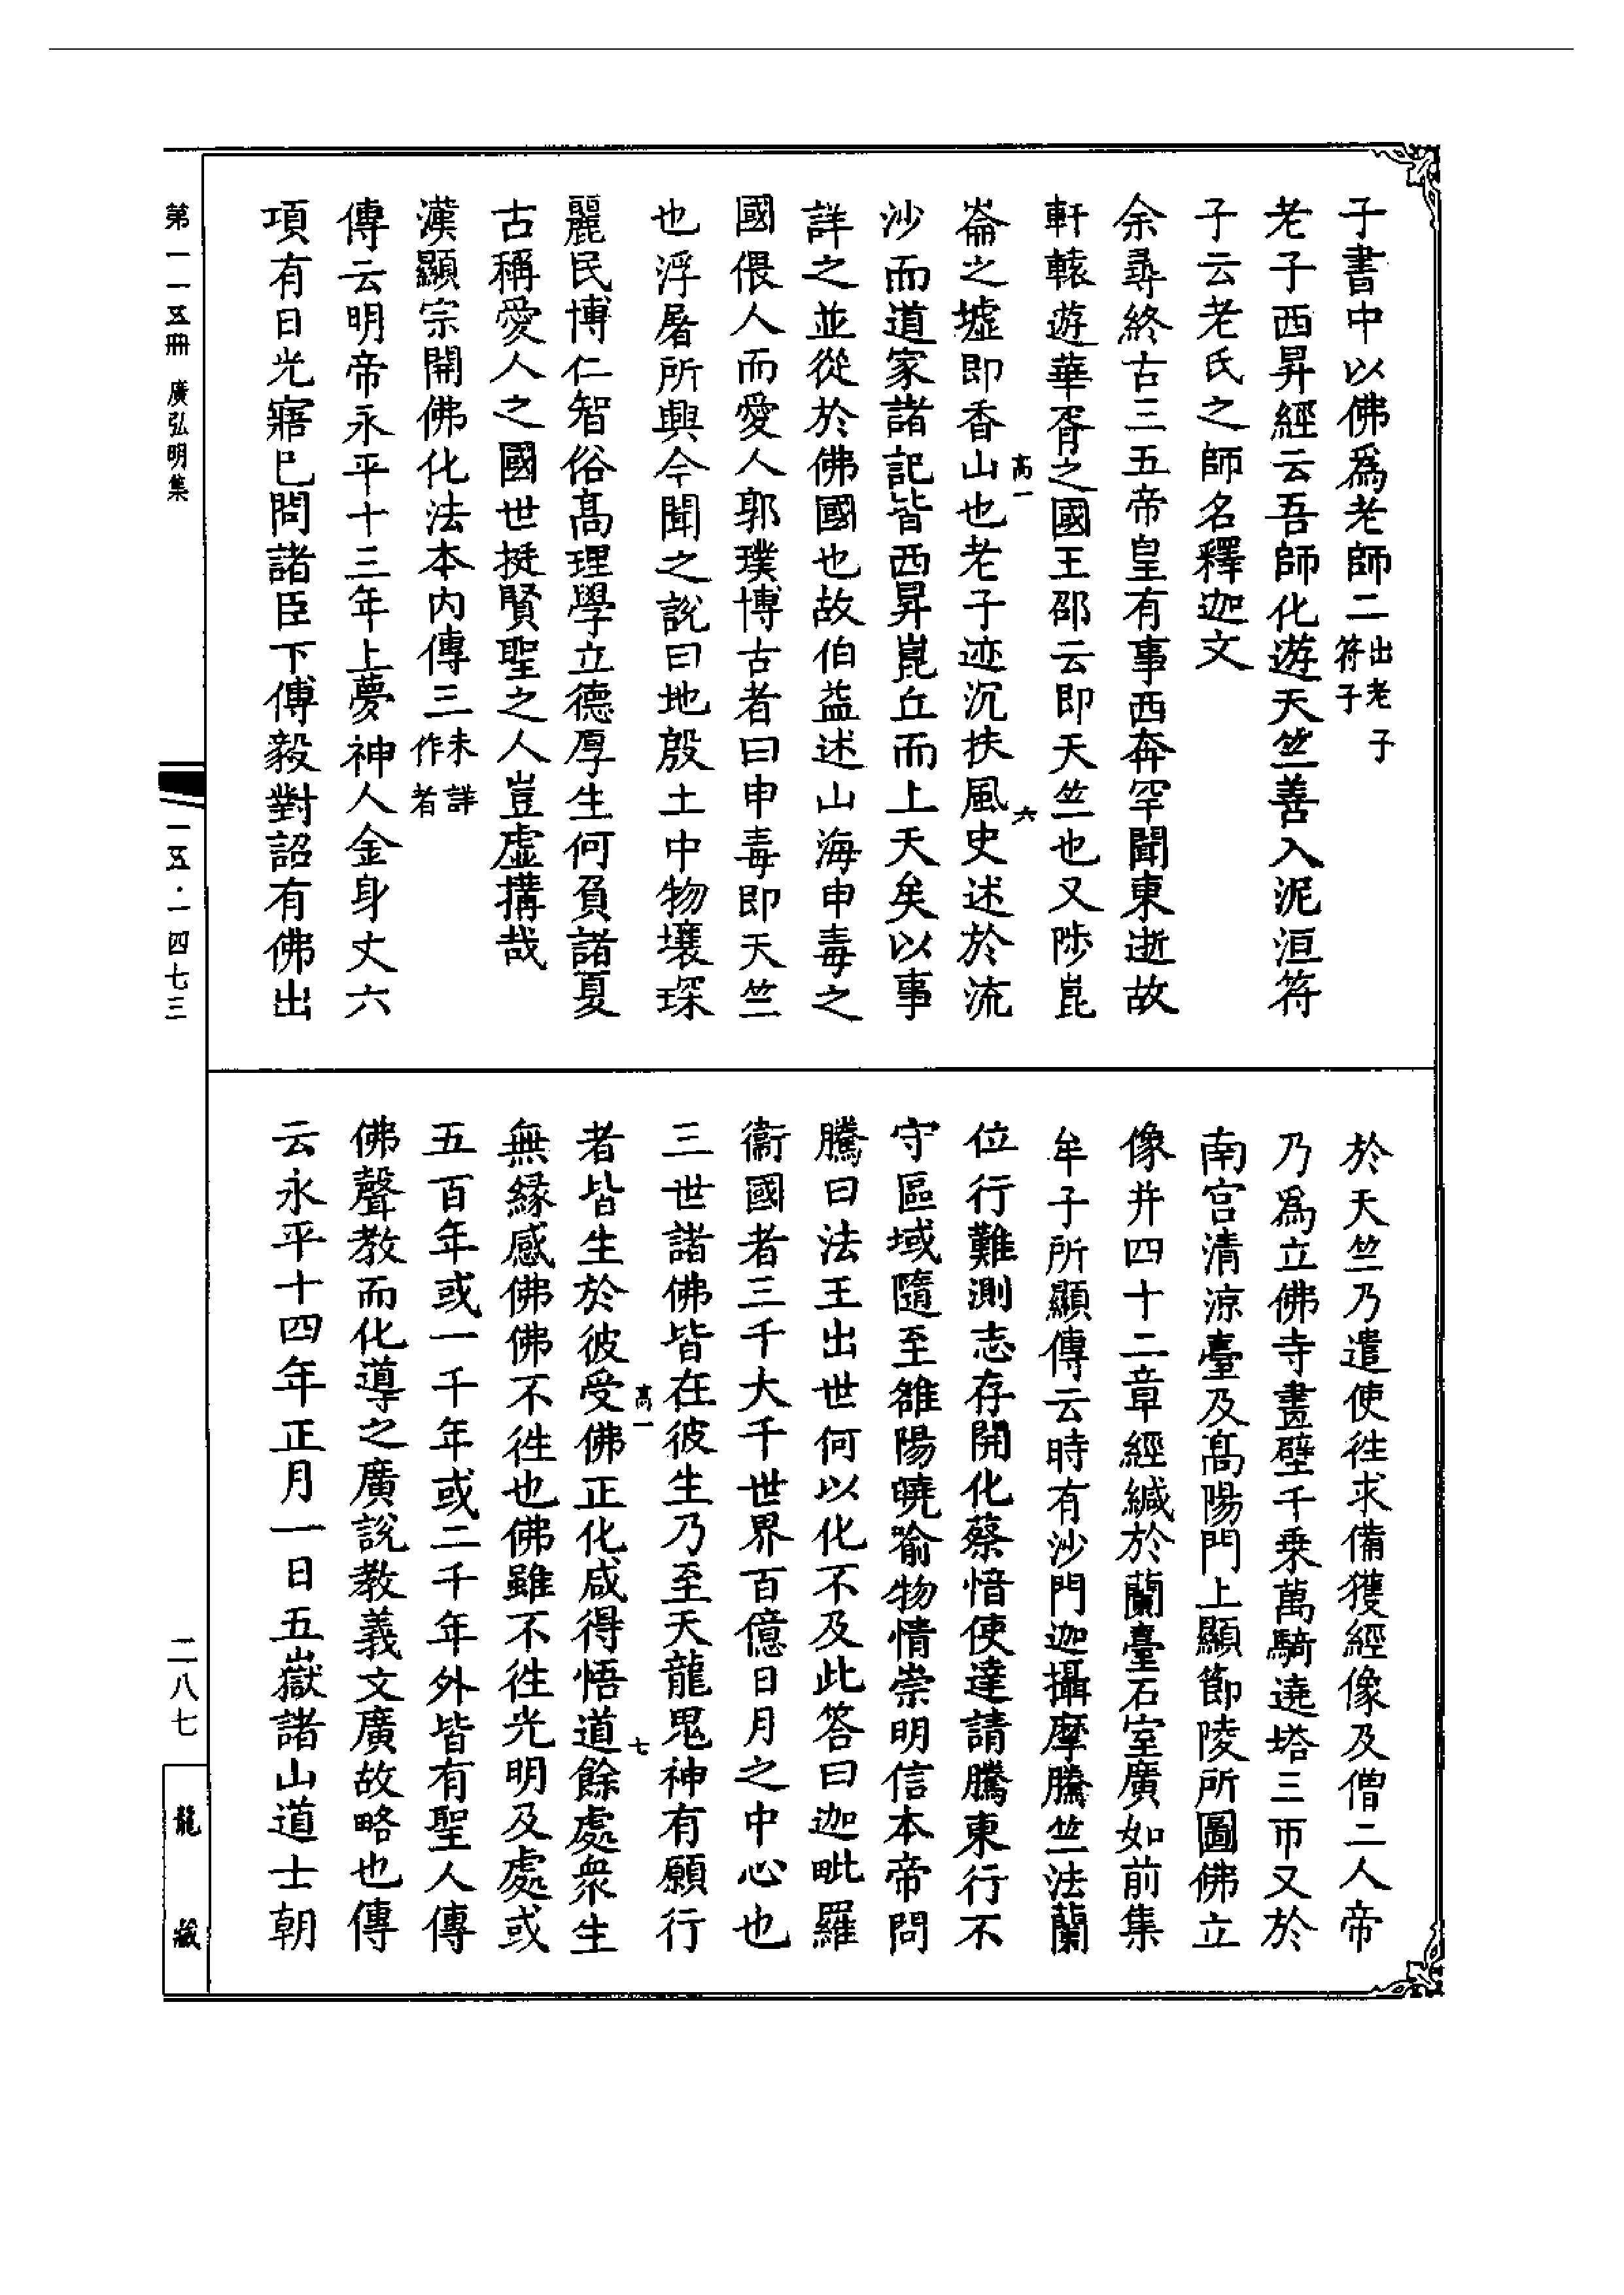 子書中以佛爲老師二出老子符子
老子西昇經云吾師化遊天竺善入泥洹符
子云老氏之師名釋迦文
余尋終古三五帝皇有事西奔罕聞東逝故
軒轅遊華胥之國王邵云即天竺也又陟崑
崙之墟即香山也老子迹沉扶風史述於流
高一
六
沙而道家諸記皆西昇崑丘而上天矣以事
詳之並從於佛國也故伯益述山海申毒之
國偎人而愛人郭璞博古者曰申毒即天竺
也浮屠所興今聞之說曰地殷土中物壤琛
麗民博仁智俗髙理學立德厚生何負諸夏
古稱愛人之國世挺賢聖之人豈虛搆哉
漢顯宗開佛化法本內傳三未詳作者
傳云明帝永平十三年上夢神人金身丈六
項有日光寤已問諸臣下傅毅對詔有佛出
於天竺乃遣使往求備獲經像及僧二人帝
乃爲立佛寺畫壁千乗萬騎遶塔三帀又於
南宮清涼臺及髙陽門上顯節陵所圖佛立
像并四十二章經緘於蘭臺石室廣如前集
牟子所顯傳云時有沙門迦攝摩騰竺法蘭
位行難測志存開化蔡愔使達請騰東行不
守區域隨至雒陽曉喻物情崇明信本帝問
騰曰法王出世何以化不及此答曰迦毗羅
衞國者三千大千世界百億日月之中心也
三世諸佛皆在彼生乃至天龍鬼神有願行
者皆生於彼受佛正化咸得悟道餘處衆生
高一
七
無緣感佛佛不往也佛雖不往光明及處或
五百年或一千年或二千年外皆有聖人傳
佛聲教而化導之廣說教義文廣故略也傳
云永平十四年正月一日五嶽諸山道士朝
第一一五冊 廣弘明集
一一五·一四七三
二八七
龍藏